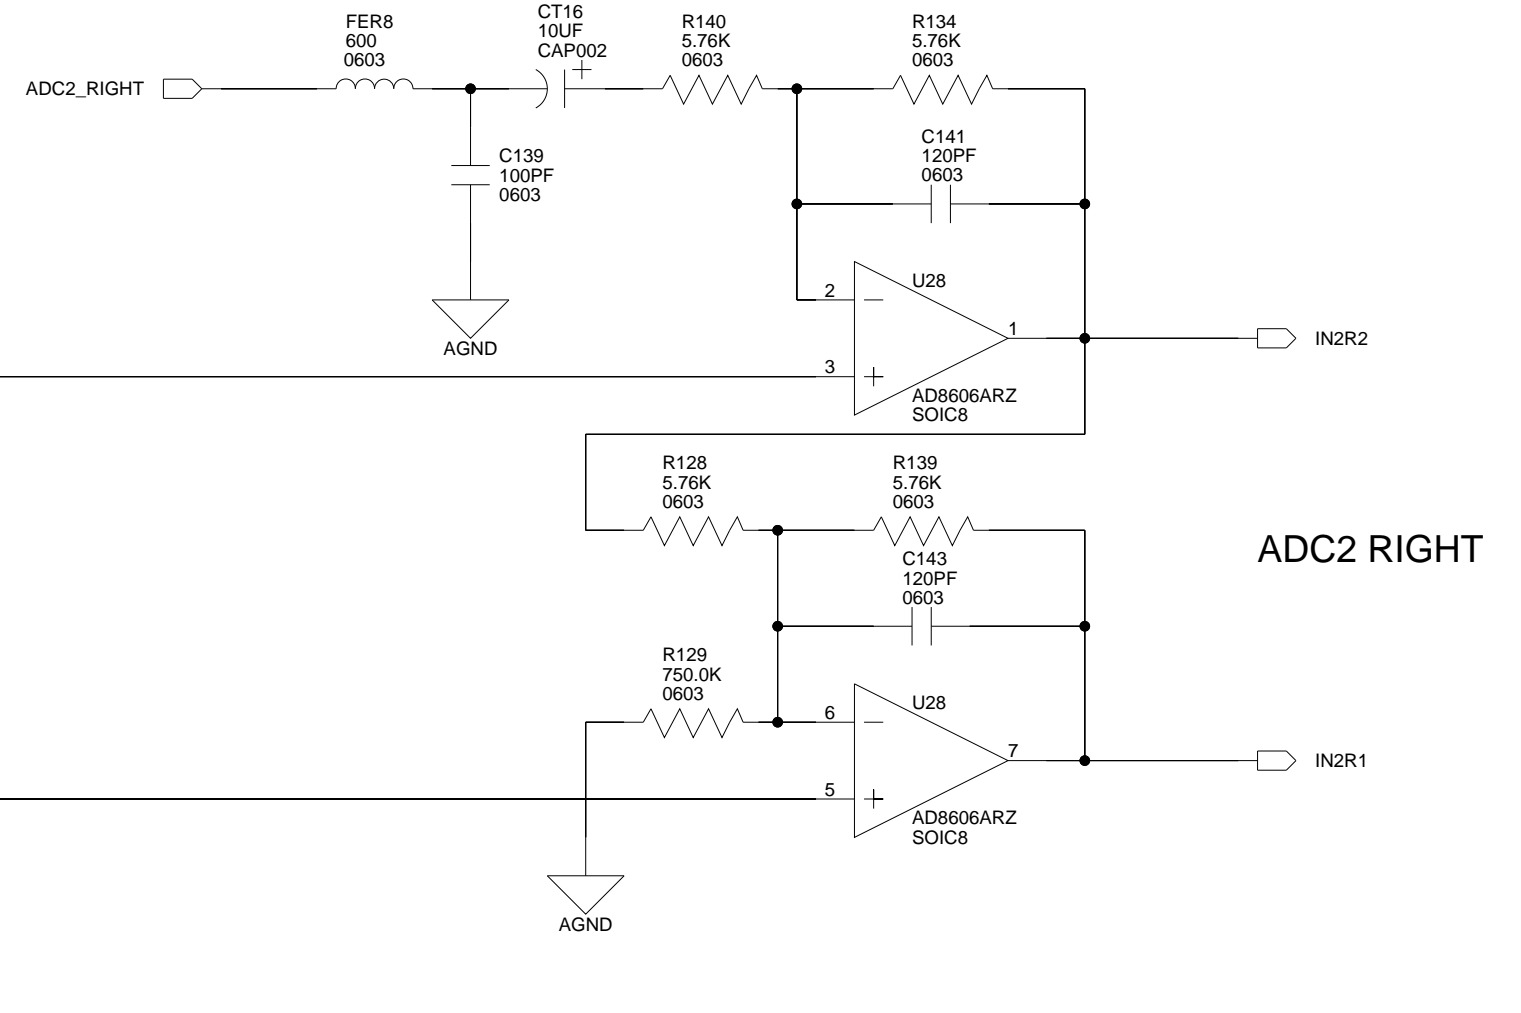 FER8
600
0603
CT16
10UF
CAP002
+
R140
5.76K
0603
R134
5.76K
0603
ADC2_RIGHT
C141
120PF
0603
C139
100PF
0603
AGND
U28
2
1
3
AD8606ARZ
SOIC8
IN2R2
R128
5.76K
0603
R139
5.76K
0603
ADC2 RIGHT
C143
120PF
0603
R129
750.0K
0603
U28
6
7
5
AD8606ARZ
SOIC8
IN2R1
AGND